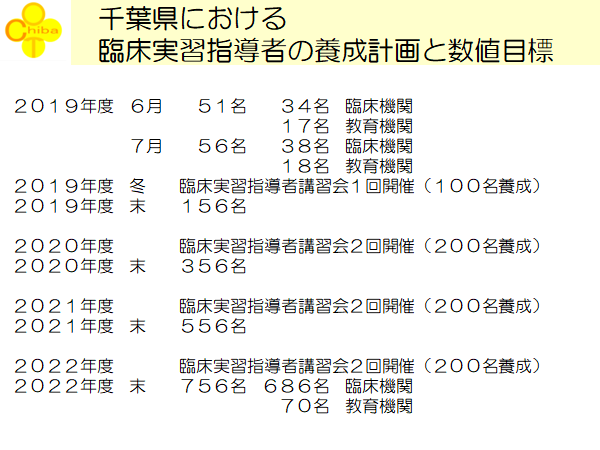 Chiba
OT
千葉県における
臨床実習指導者の養成計画と数値目標
２０１９年度 ６月 ５１名 ３４名 臨床機関
１７名 教育機関
７月 ５６名 ３８名 臨床機関
１８名 教育機関
２０１９年度 冬 臨床実習指導者講習会１回開催（１００名養成）
２０１９年度 末 １５６名
２０２０年度 臨床実習指導者講習会２回開催（２００名養成）
２０２０年度 末 ３５６名
２０２１年度 臨床実習指導者講習会２回開催（２００名養成）
２０２１年度 末 ５５６名
２０２２年度 臨床実習指導者講習会２回開催（２００名養成）
２０２２年度 末 ７５６名 ６８６名 臨床機関
７０名 教育機関